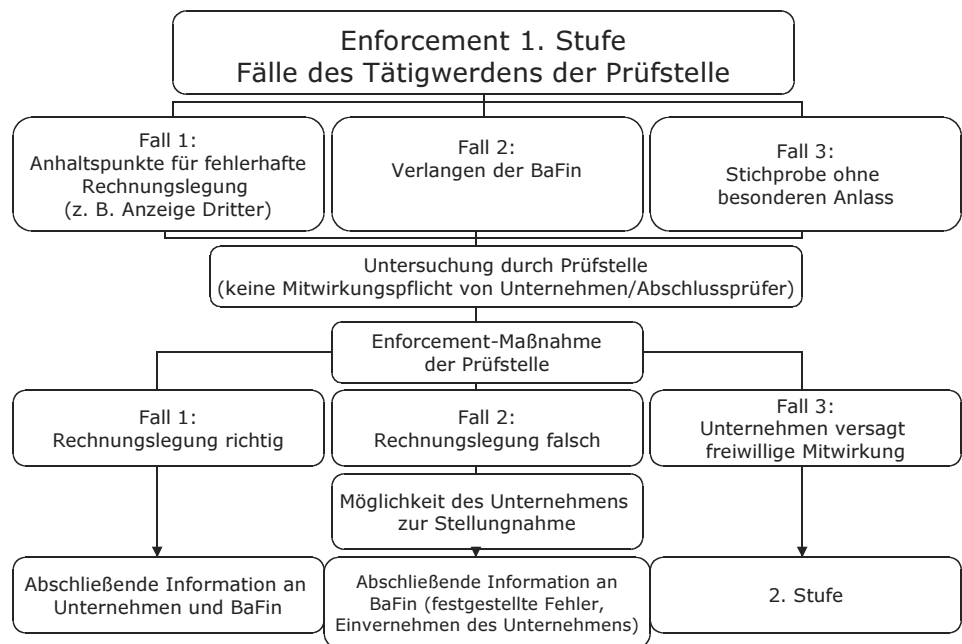 Enforcement 1. Stufe
Fälle des Tätigwerdens der Prüfstelle
Fall 1:
Anhaltspunkte für fehlerhafte
Rechnungslegung
(z. B. Anzeige Dritter)
Fall 2:
Verlangen der BaFin
Fall 3:
Stichprobe ohne
besonderen Anlass
Untersuchung durch Prüfstelle
(keine Mitwirkungspflicht von Unternehmen/Abschlussprüfer)
Enforcement-Maßnahme
der Prüfstelle
Fall 1:
Rechnungslegung richtig
Fall 2:
Rechnungslegung falsch
Fall 3:
Unternehmen versagt
freiwillige Mitwirkung
Möglichkeit des Unternehmens
zur Stellungnahme
Abschließende Information an
Unternehmen und BaFin
Abschließende Information an
BaFin (festgestellte Fehler,
Einvernehmen des Unternehmens)
2. Stufe